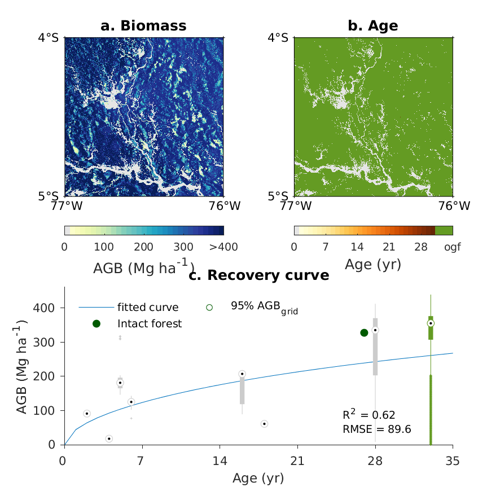 a. Biomass
b. Age
4°S
4°S
5°S
5°S
77°W
76°W
77°W
76°W
0
100
200
300
>400
0
7
14
21
28
ogf
AGB (Mg ha⁻¹)
Age (yr)
c. Recovery curve
fitted curve
95% AGB_grid
Intact forest
AGB (Mg ha⁻¹)
400
300
200
100
0
R² = 0.62
RMSE = 89.6
0
7
14
21
28
35
Age (yr)